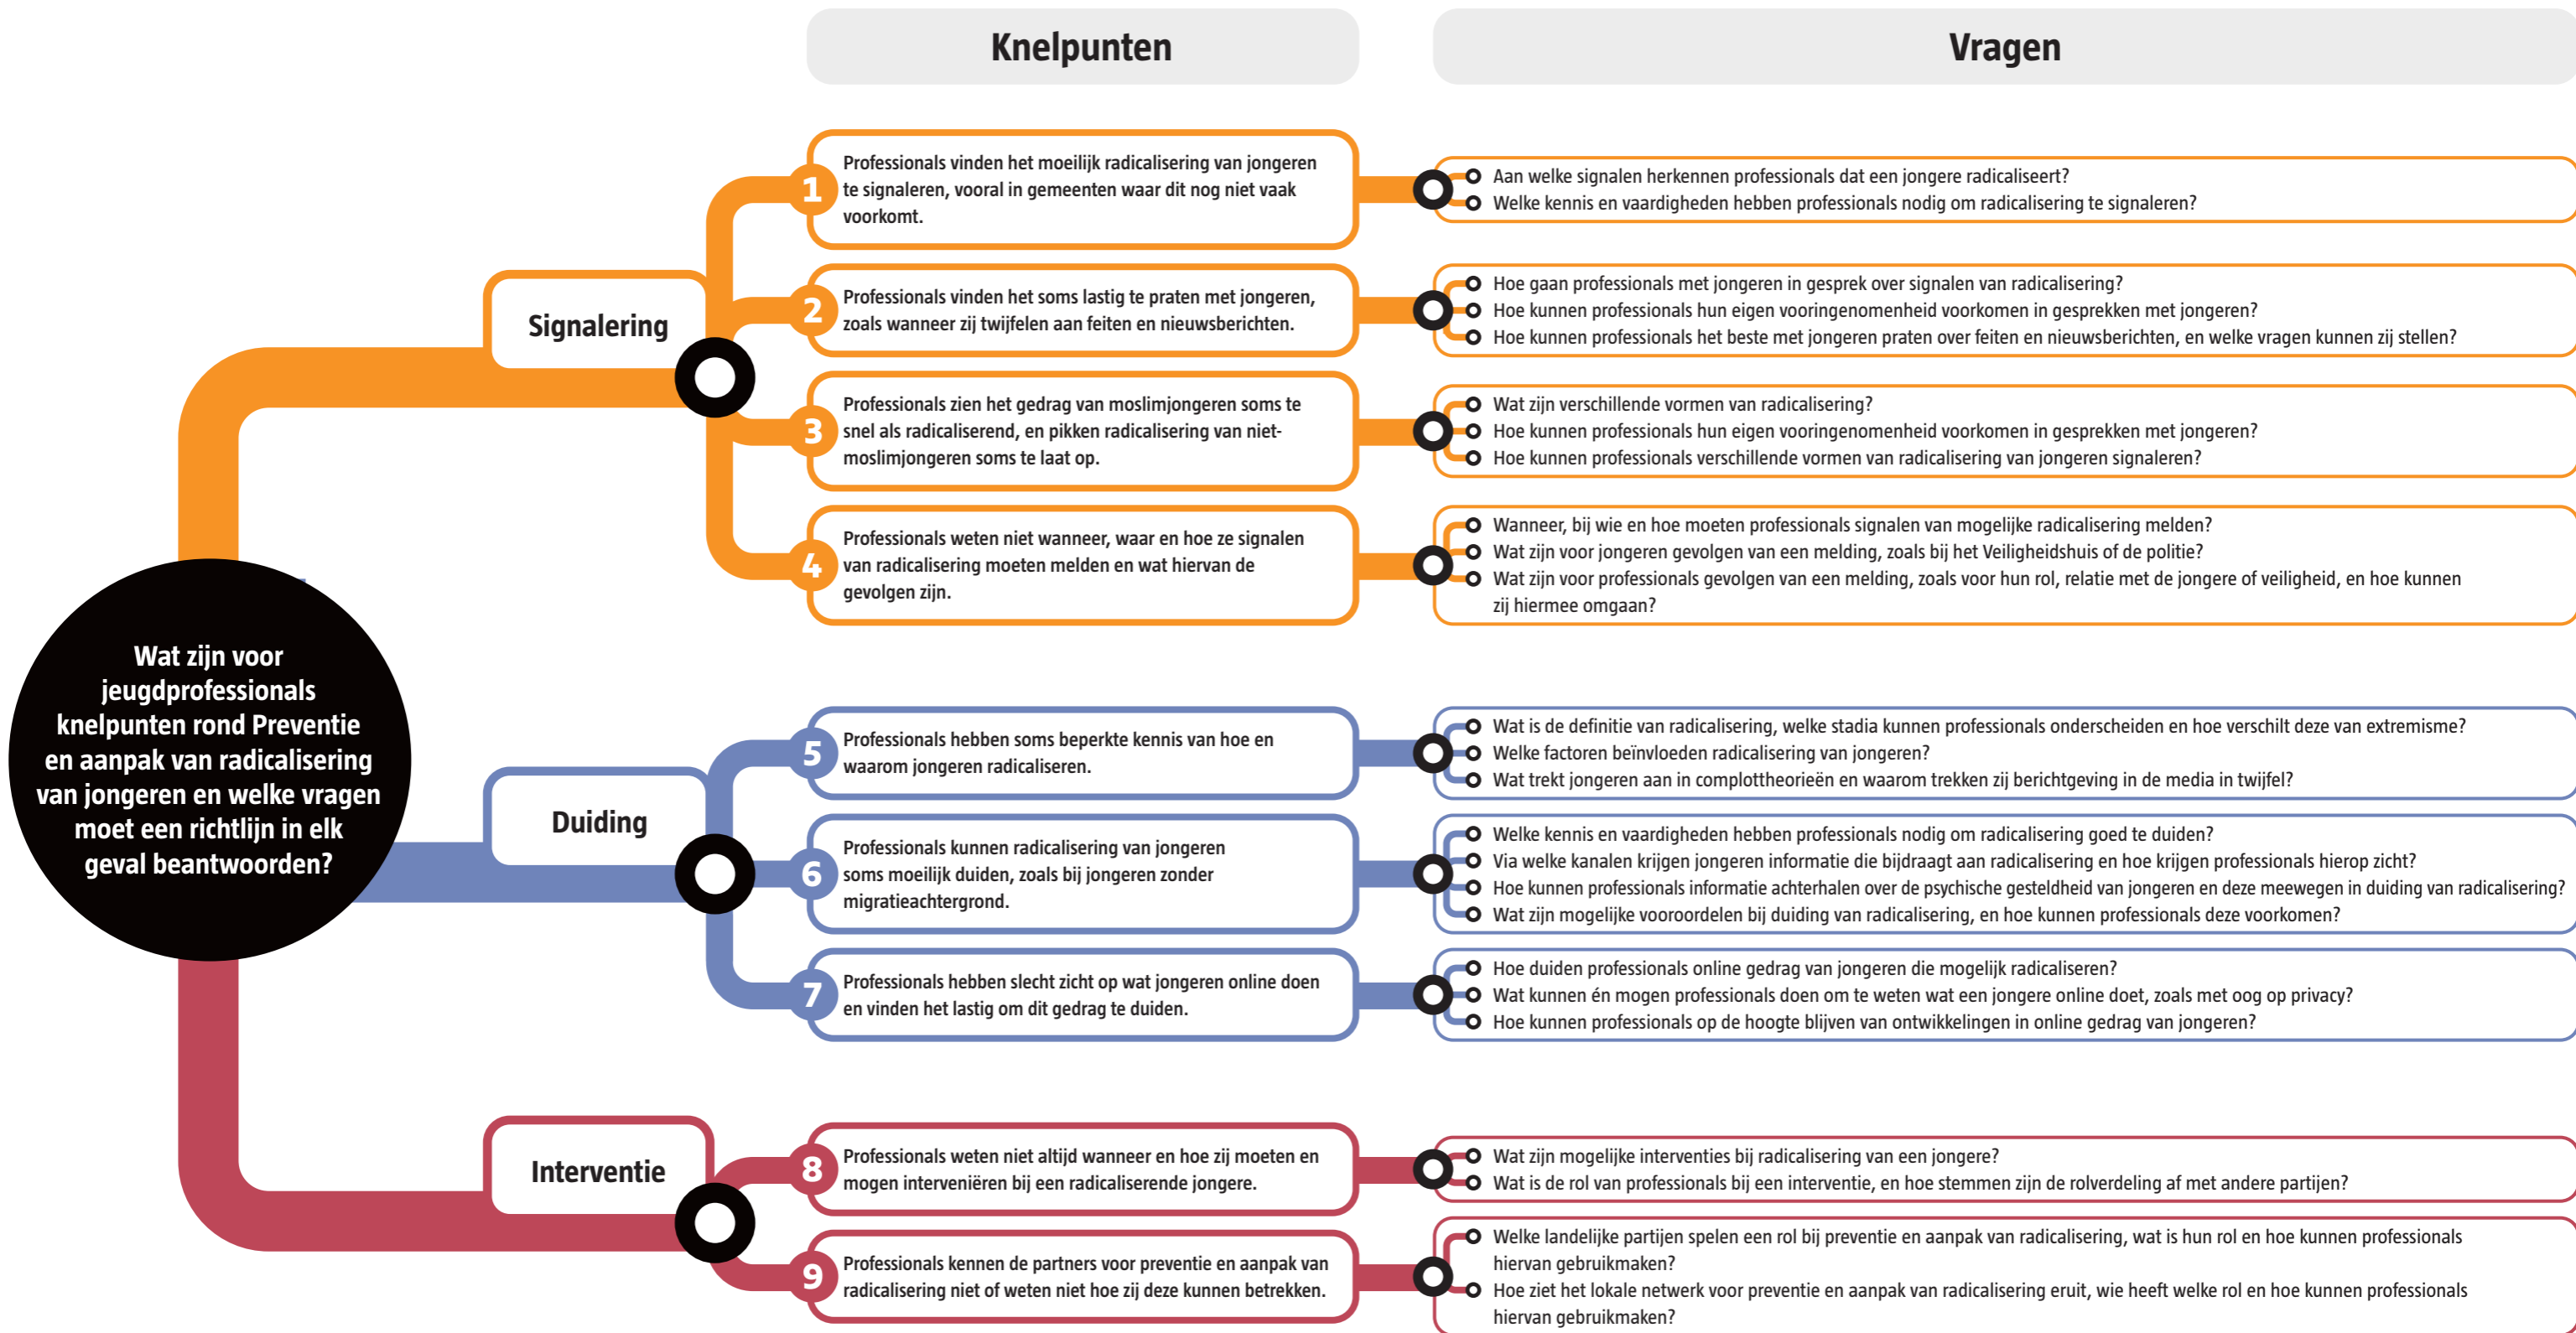 Knelpunten
Vragen
Wat zijn voor
jeugdprofessionals
knelpunten rond Preventie
en aanpak van radicalisering
van jongeren en welke vragen
moet een richtlijn in elk
geval beantwoorden?
Signalering
1
Professionals vinden het moeilijk radicalisering van jongeren
te signaleren, vooral in gemeenten waar dit nog niet vaak
voorkomt.
Aan welke signalen herkennen professionals dat een jongere radicaliseert?
Welke kennis en vaardigheden hebben professionals nodig om radicalisering te signaleren?
2
Professionals vinden het soms lastig te praten met jongeren,
zoals wanneer zij twijfelen aan feiten en nieuwsberichten.
Hoe gaan professionals met jongeren in gesprek over signalen van radicalisering?
Hoe kunnen professionals hun eigen vooringenomenheid voorkomen in gesprekken met jongeren?
Hoe kunnen professionals het beste met jongeren praten over feiten en nieuwsberichten, en welke vragen kunnen zij stellen?
3
Professionals zien het gedrag van moslimjongeren soms te
snel als radicaliserend, en pikken radicalisering van niet-
moslimjongeren soms te laat op.
Wat zijn verschillende vormen van radicalisering?
Hoe kunnen professionals hun eigen vooringenomenheid voorkomen in gesprekken met jongeren?
Hoe kunnen professionals verschillende vormen van radicalisering van jongeren signaleren?
4
Professionals weten niet wanneer, waar en hoe ze signalen
van radicalisering moeten melden en wat hiervan de
gevolgen zijn.
Wanneer, bij wie en hoe moeten professionals signalen van mogelijke radicalisering melden?
Wat zijn voor jongeren gevolgen van een melding, zoals bij het Veiligheidshuis of de politie?
Wat zijn voor professionals gevolgen van een melding, zoals voor hun rol, relatie met de jongere of veiligheid, en hoe kunnen
zij hiermee omgaan?
Duiding
5
Professionals hebben soms beperkte kennis van hoe en
waarom jongeren radicaliseren.
Wat is de definitie van radicalisering, welke stadia kunnen professionals onderscheiden en hoe verschilt deze van extremisme?
Welke factoren beïnvloeden radicalisering van jongeren?
Wat trekt jongeren aan in complottheorieën en waarom trekken zij berichtgeving in de media in twijfel?
6
Professionals kunnen radicalisering van jongeren
soms moeilijk duiden, zoals bij jongeren zonder
migratieachtergrond.
Welke kennis en vaardigheden hebben professionals nodig om radicalisering goed te duiden?
Via welke kanalen krijgen jongeren informatie die bijdraagt aan radicalisering en hoe krijgen professionals hierop zicht?
Hoe kunnen professionals informatie achterhalen over de psychische gesteldheid van jongeren en deze meewegen in duiding van radicalisering?
Wat zijn mogelijke vooroordelen bij duiding van radicalisering, en hoe kunnen professionals deze voorkomen?
7
Professionals hebben slecht zicht op wat jongeren online doen
en vinden het lastig om dit gedrag te duiden.
Hoe duiden professionals online gedrag van jongeren die mogelijk radicaliseren?
Wat kunnen én mogen professionals doen om te weten wat een jongere online doet, zoals met oog op privacy?
Hoe kunnen professionals op de hoogte blijven van ontwikkelingen in online gedrag van jongeren?
Interventie
8
Professionals weten niet altijd wanneer en hoe zij moeten en
mogen interveniëren bij een radicaliserende jongere.
Wat zijn mogelijke interventies bij radicalisering van een jongere?
Wat is de rol van professionals bij een interventie, en hoe stemmen zijn de rolverdeling af met andere partijen?
9
Professionals kennen de partners voor preventie en aanpak van
radicalisering niet of weten niet hoe zij deze kunnen betrekken.
Welke landelijke partijen spelen een rol bij preventie en aanpak van radicalisering, wat is hun rol en hoe kunnen professionals
hiervan gebruikmaken?
Hoe ziet het lokale netwerk voor preventie en aanpak van radicalisering eruit, wie heeft welke rol en hoe kunnen professionals
hiervan gebruikmaken?